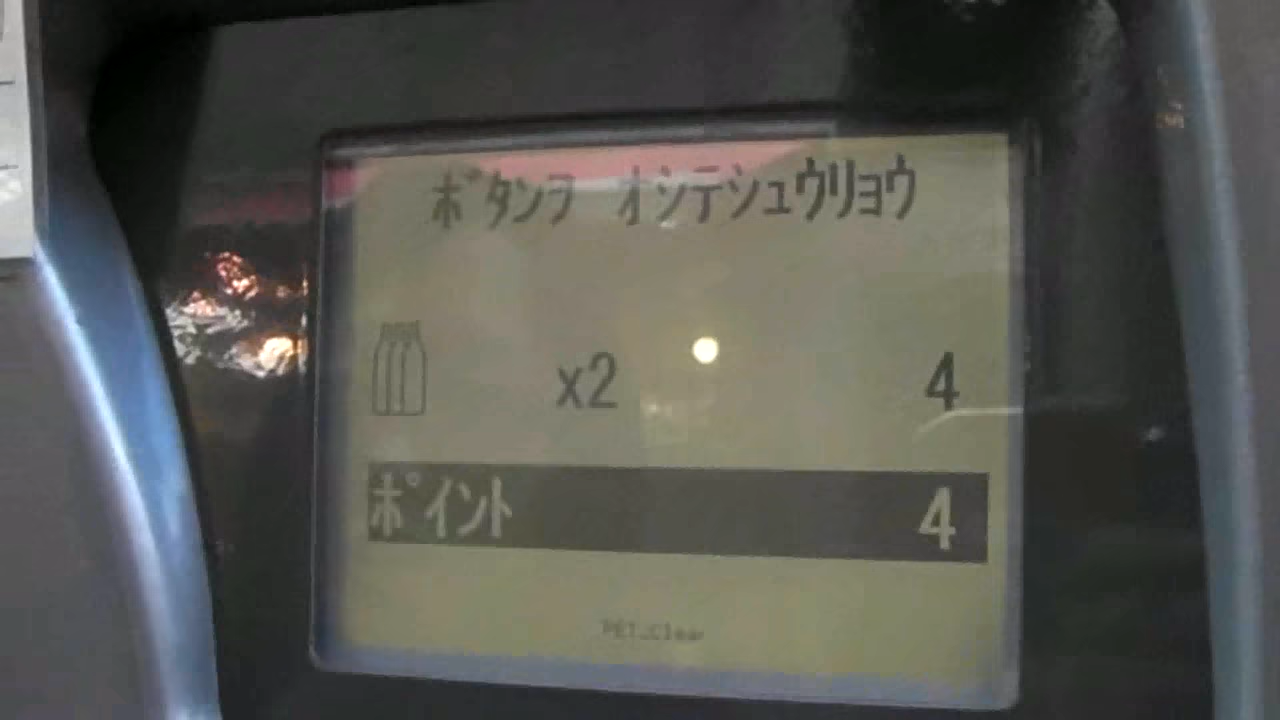 ﾎﾞﾀﾝｦ ｵｼﾃｼｭｳﾘｮｳ
x2 4
ﾎﾟｲﾝﾄ 4
PET_Clear